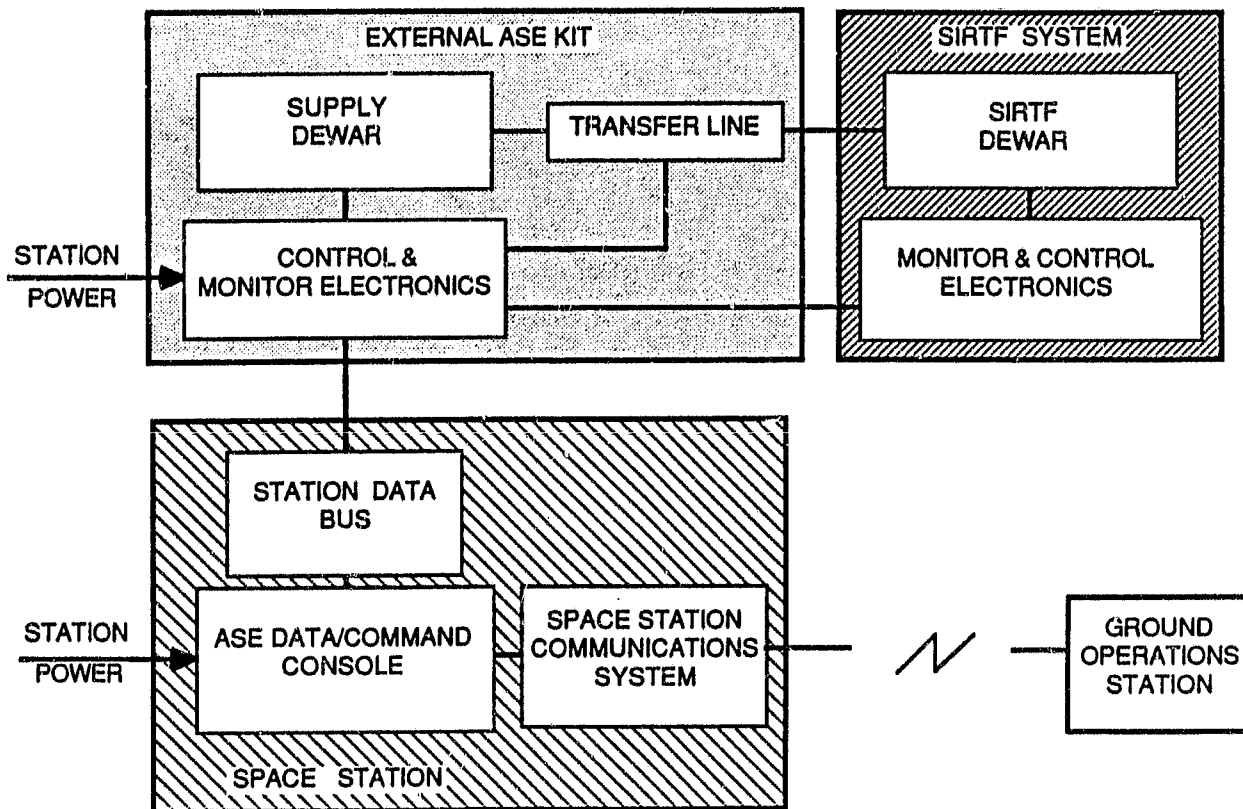 EXTERNAL ASE KIT
SIRTF SYSTEM
SUPPLY
DEWAR
TRANSFER LINE
SIRTF
DEWAR
STATION
POWER
CONTROL &
MONITOR ELECTRONICS
MONITOR & CONTROL
ELECTRONICS
STATION DATA
BUS
STATION
POWER
ASE DATA/COMMAND
CONSOLE
SPACE STATION
COMMUNICATIONS
SYSTEM
GROUND
OPERATIONS
STATION
SPACE STATION